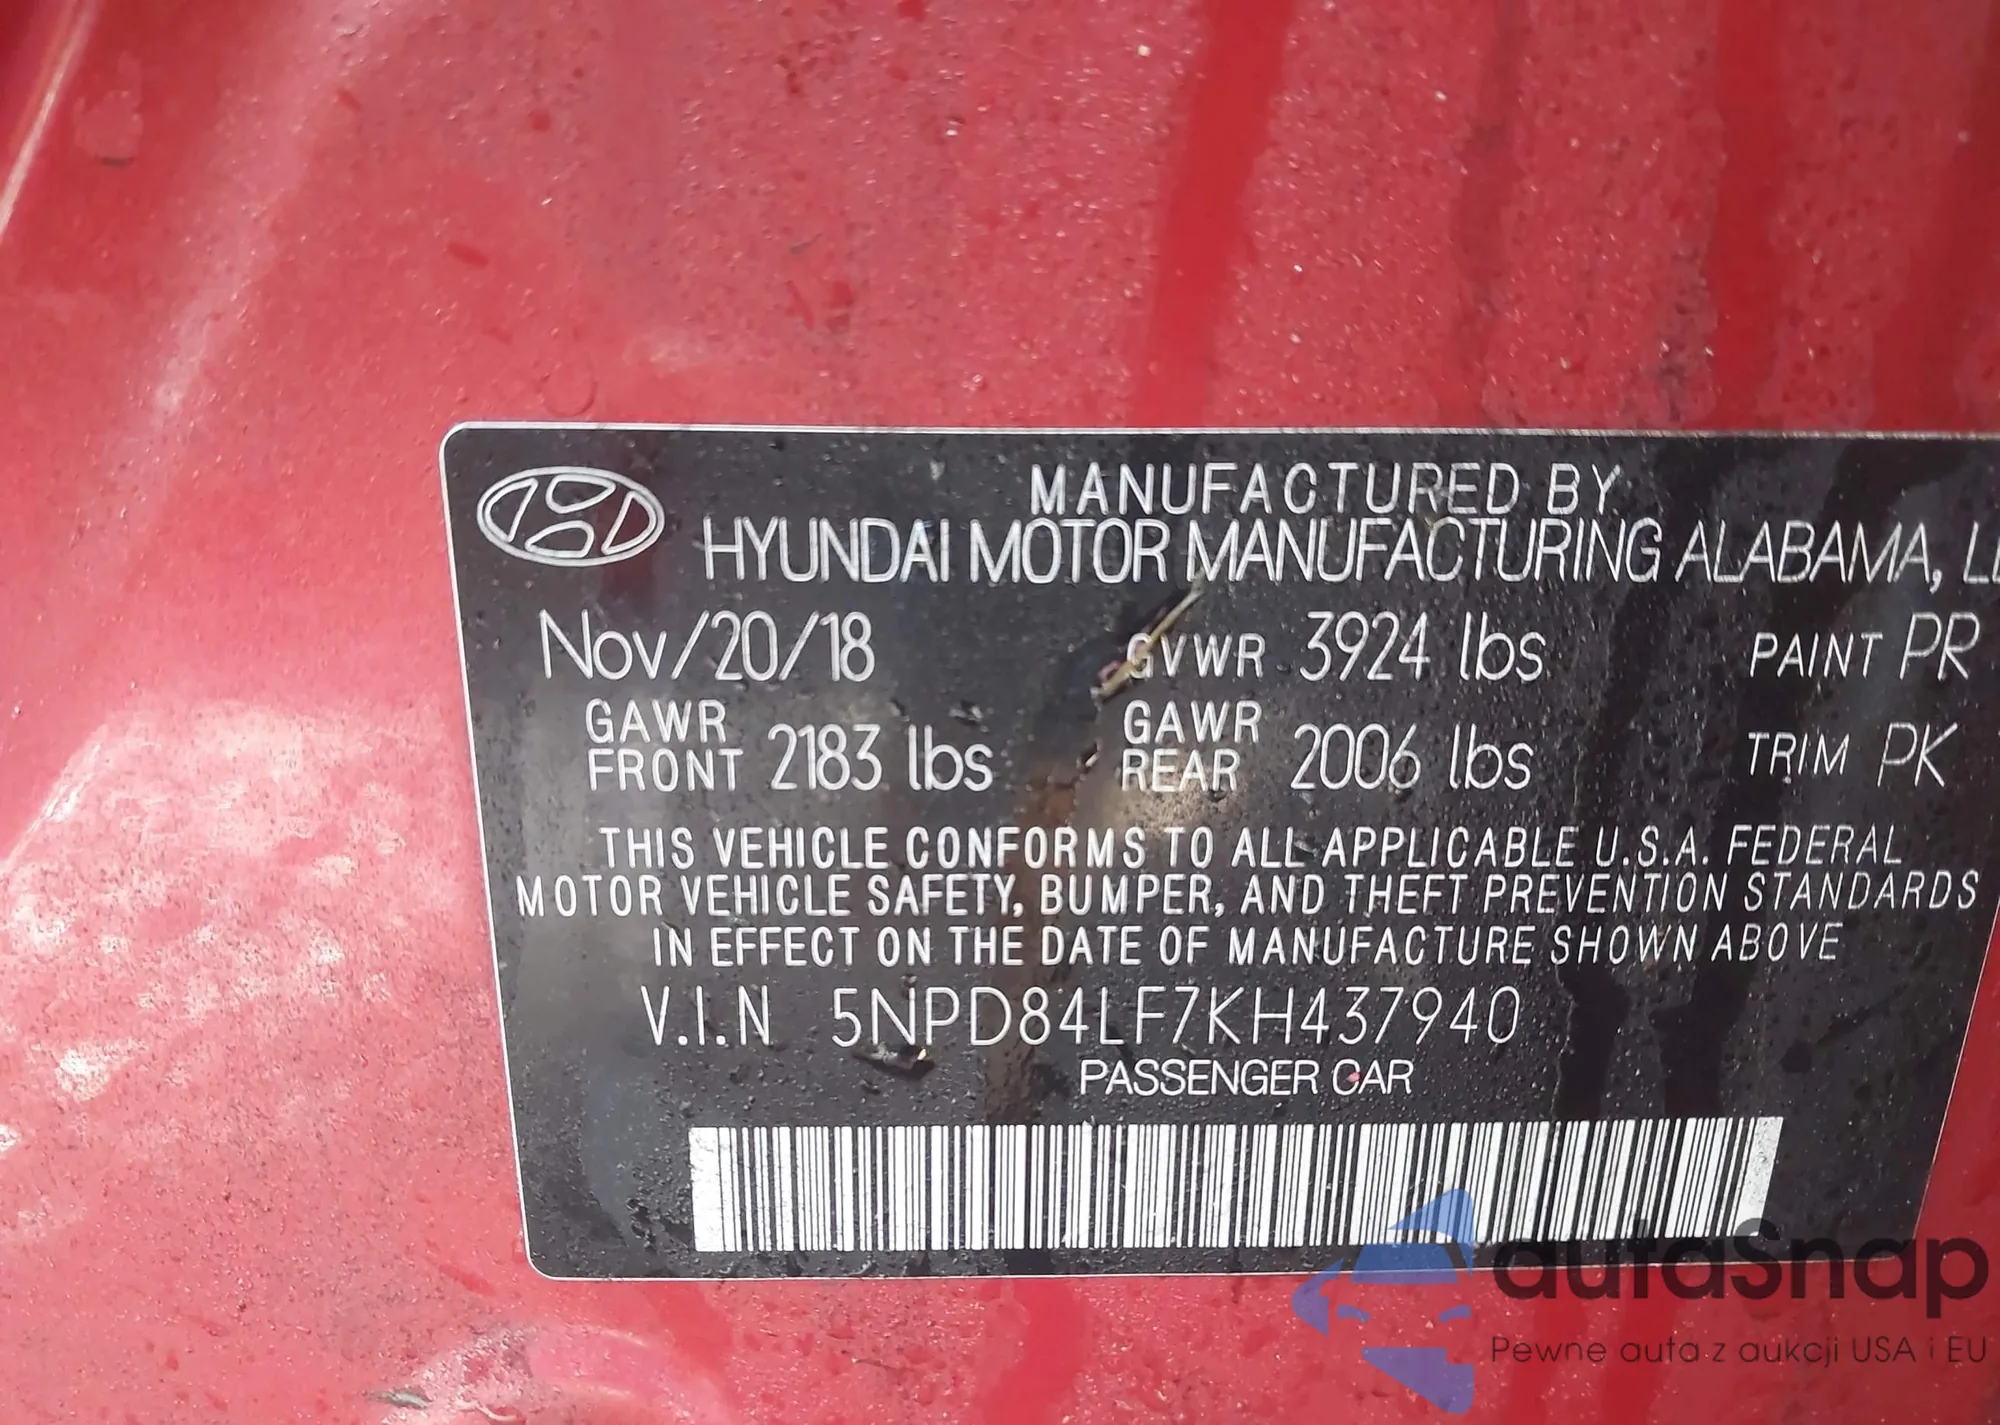 MANUFACTURED BY
HYUNDAI MOTOR MANUFACTURING ALABAMA, LL
Nov/20/18 GVWR 3924 lbs PAINT PR
GAWR FRONT 2183 lbs GAWR REAR 2006 lbs TRIM PK
THIS VEHICLE CONFORMS TO ALL APPLICABLE U.S.A. FEDERAL
MOTOR VEHICLE SAFETY, BUMPER, AND THEFT PREVENTION STANDARDS
IN EFFECT ON THE DATE OF MANUFACTURE SHOWN ABOVE
V.I.N 5NPD84LF7KH437940
PASSENGER CAR
autaSnap
Pewne auta z aukcji USA i EU